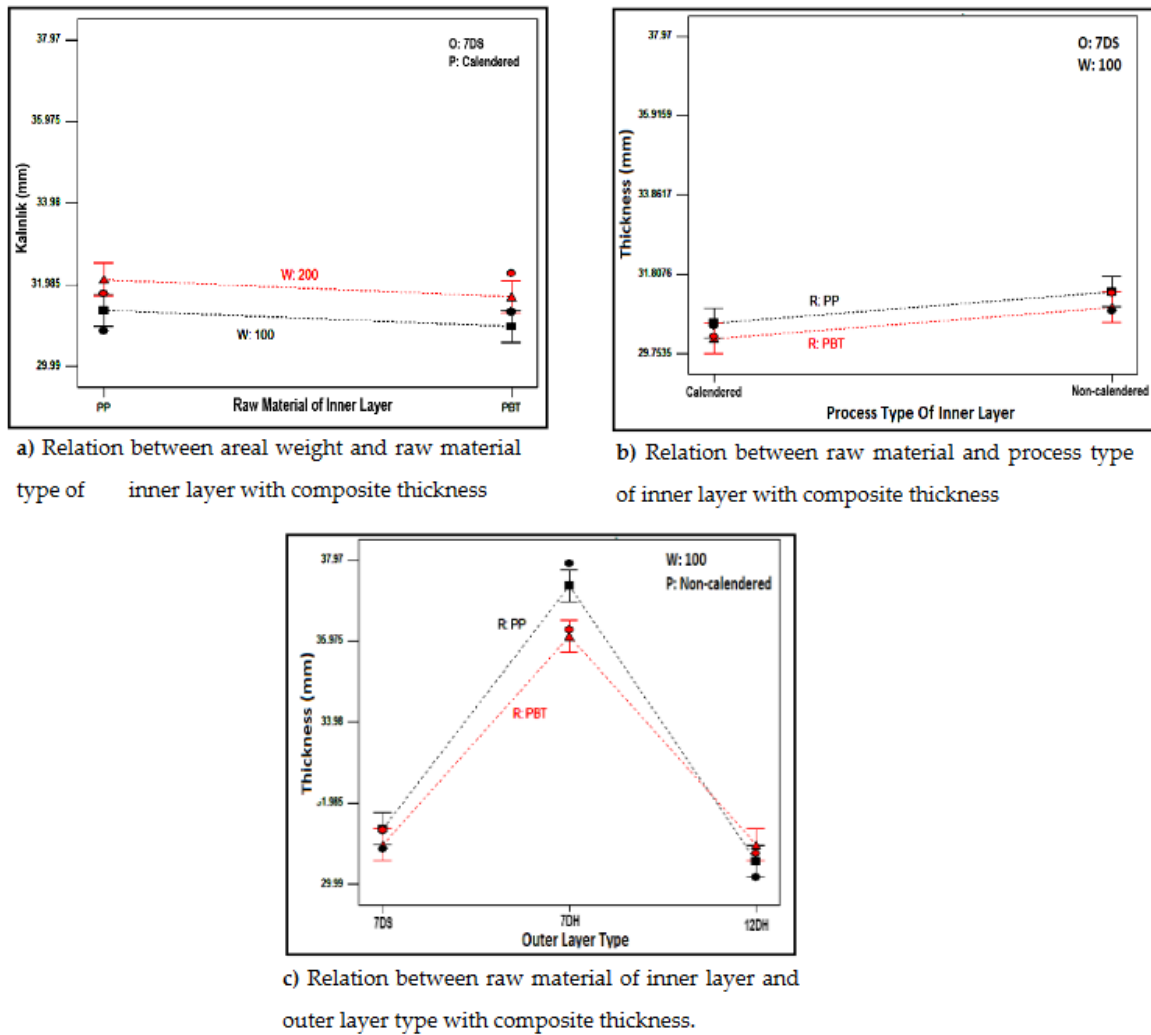 37.97
O: 7DS
P: Calendered
35.975
Kalınlık (mm)
33.98
31.985
W: 200
W: 100
29.99
PP
Raw Material of Inner Layer
PBT
a) Relation between areal weight and raw material
type of inner layer with composite thickness
37.97
O: 7DS
W: 100
35.9159
Thickness (mm)
33.8617
31.8076
R: PP
R: PBT
29.7535
Calendered
Non-calendered
Process Type Of Inner Layer
b) Relation between raw material and process type
of inner layer with composite thickness
37.97
W: 100
P: Non-calendered
R: PP
35.975
Thickness (mm)
R: PBT
33.98
31.985
29.99
7DS
7DH
12DH
Outer Layer Type
c) Relation between raw material of inner layer and
outer layer type with composite thickness.